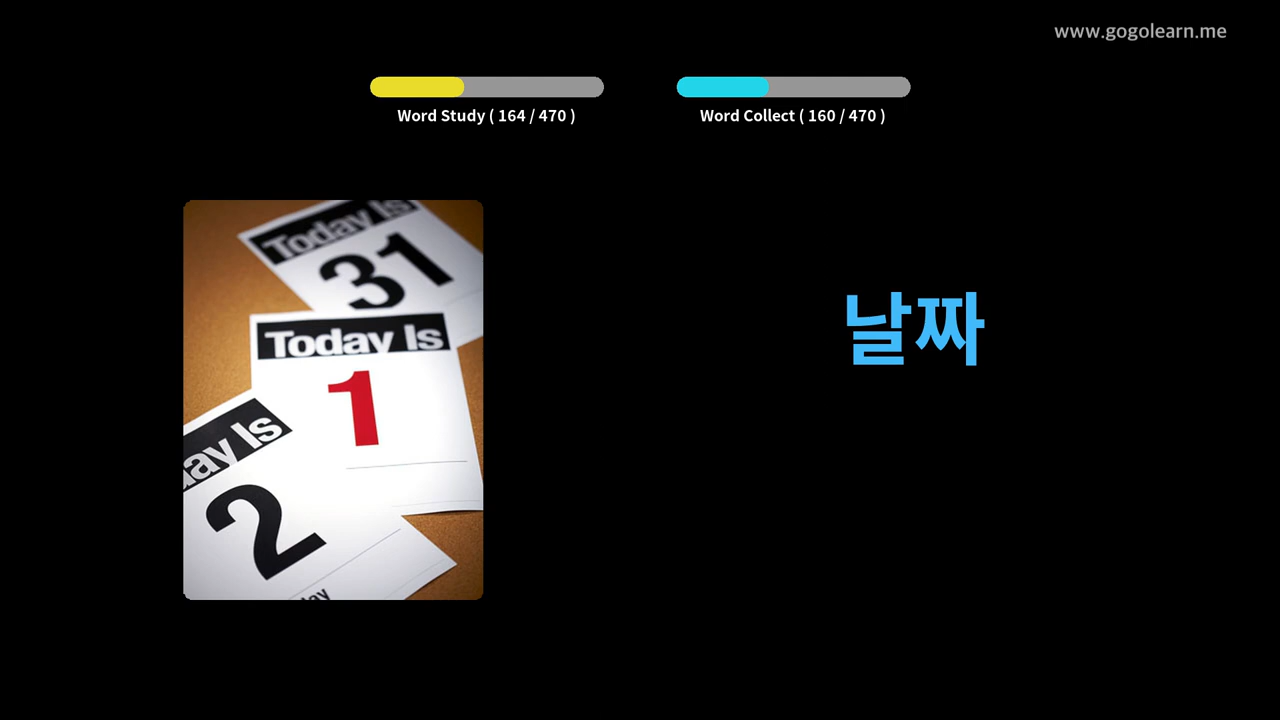 www.gogolearn.me
Word Study ( 164 / 470 )
Word Collect ( 160 / 470 )
Today Is
31
Today Is
1
ay Is
2
ay
날짜